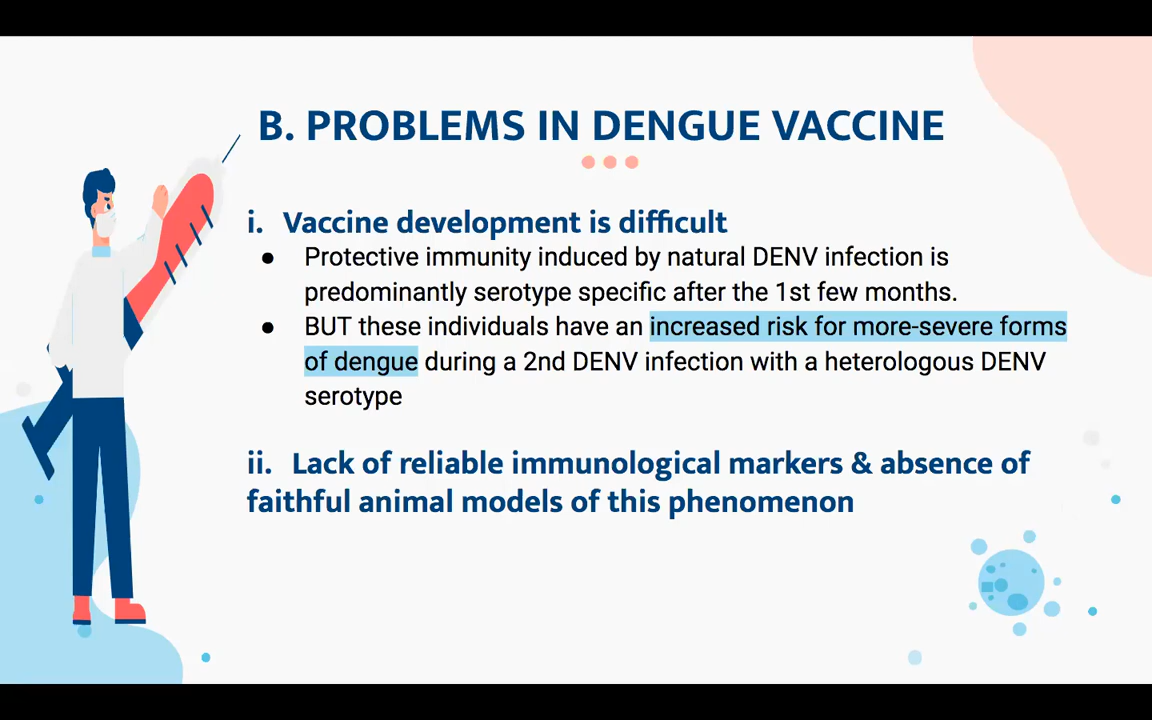 B. PROBLEMS IN DENGUE VACCINE
i. Vaccine development is difficult
● Protective immunity induced by natural DENV infection is
predominantly serotype specific after the 1st few months.
● BUT these individuals have an increased risk for more-severe forms
of dengue during a 2nd DENV infection with a heterologous DENV
serotype
ii. Lack of reliable immunological markers & absence of
faithful animal models of this phenomenon